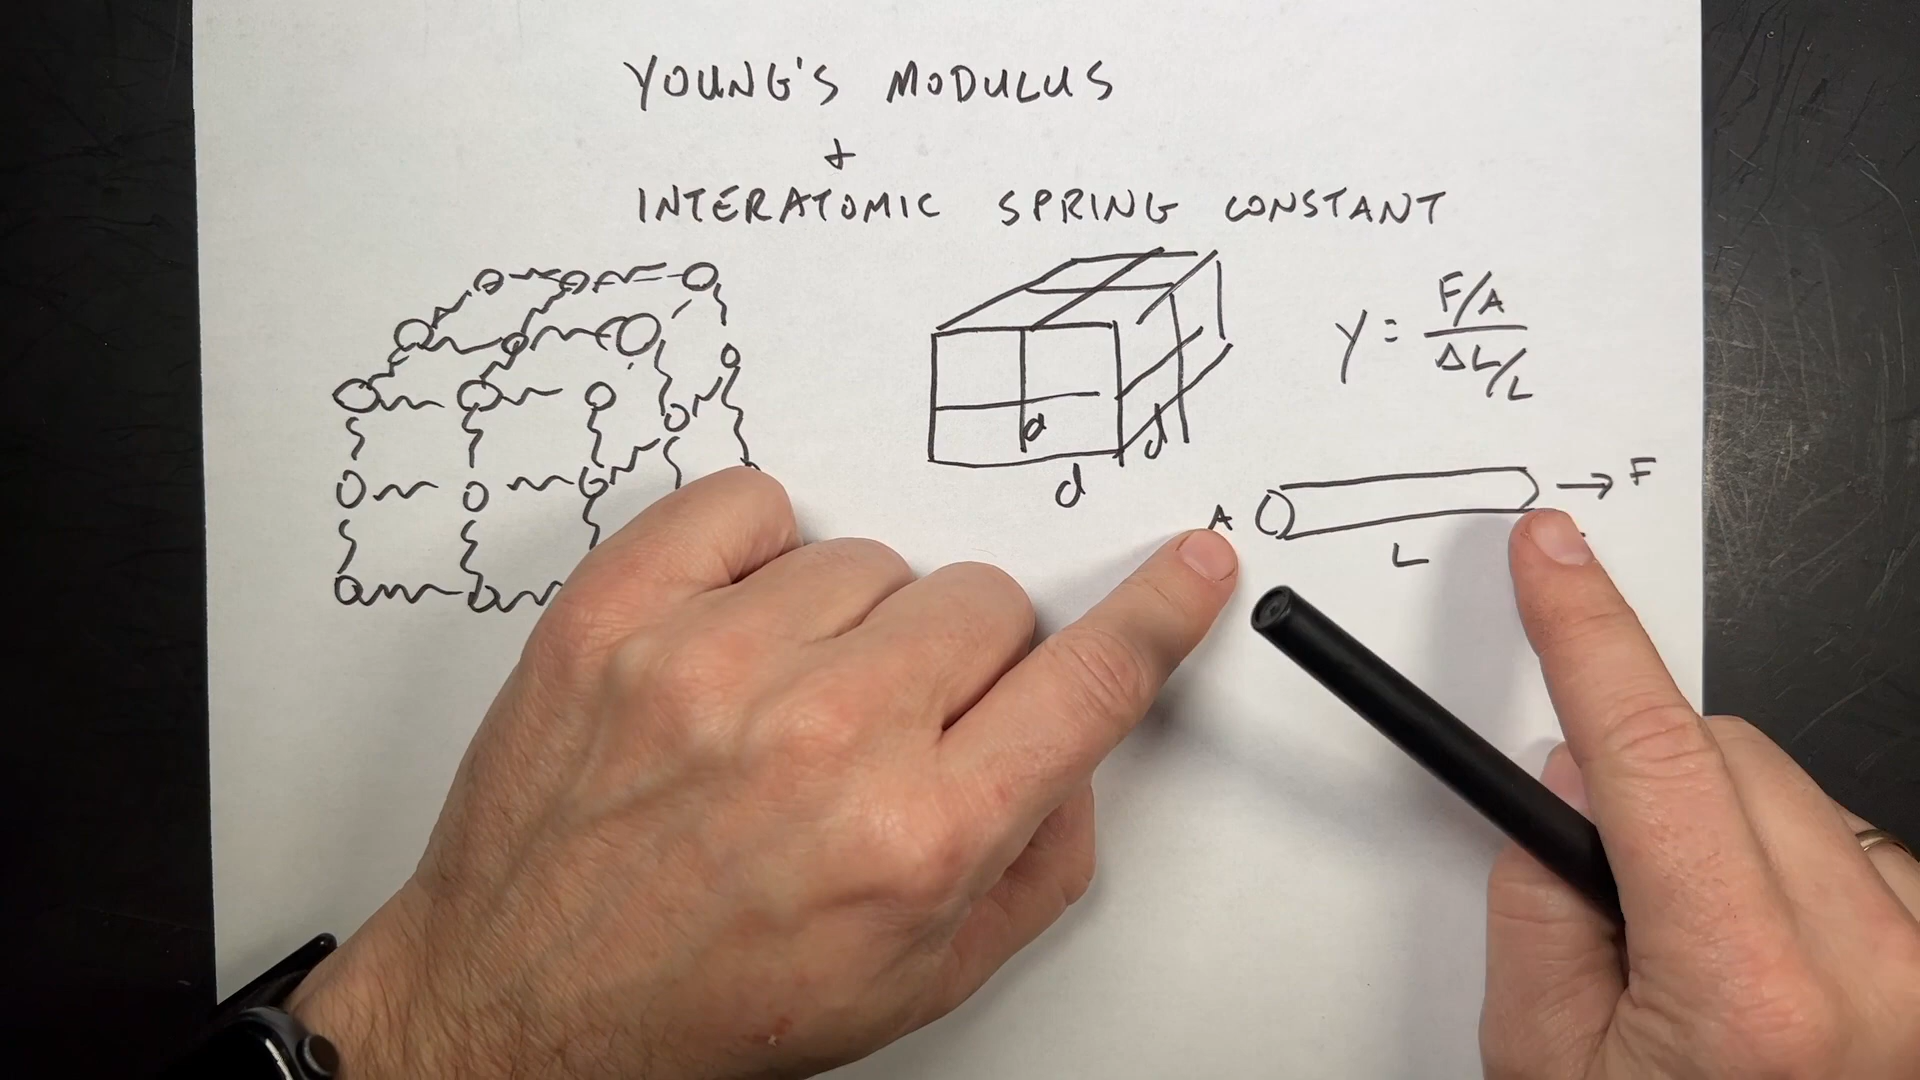 YOUNG'S MODULUS
+
INTERATOMIC SPRING CONSTANT
Y = F/A
ΔL/L
d
d
d
A
L
→ F